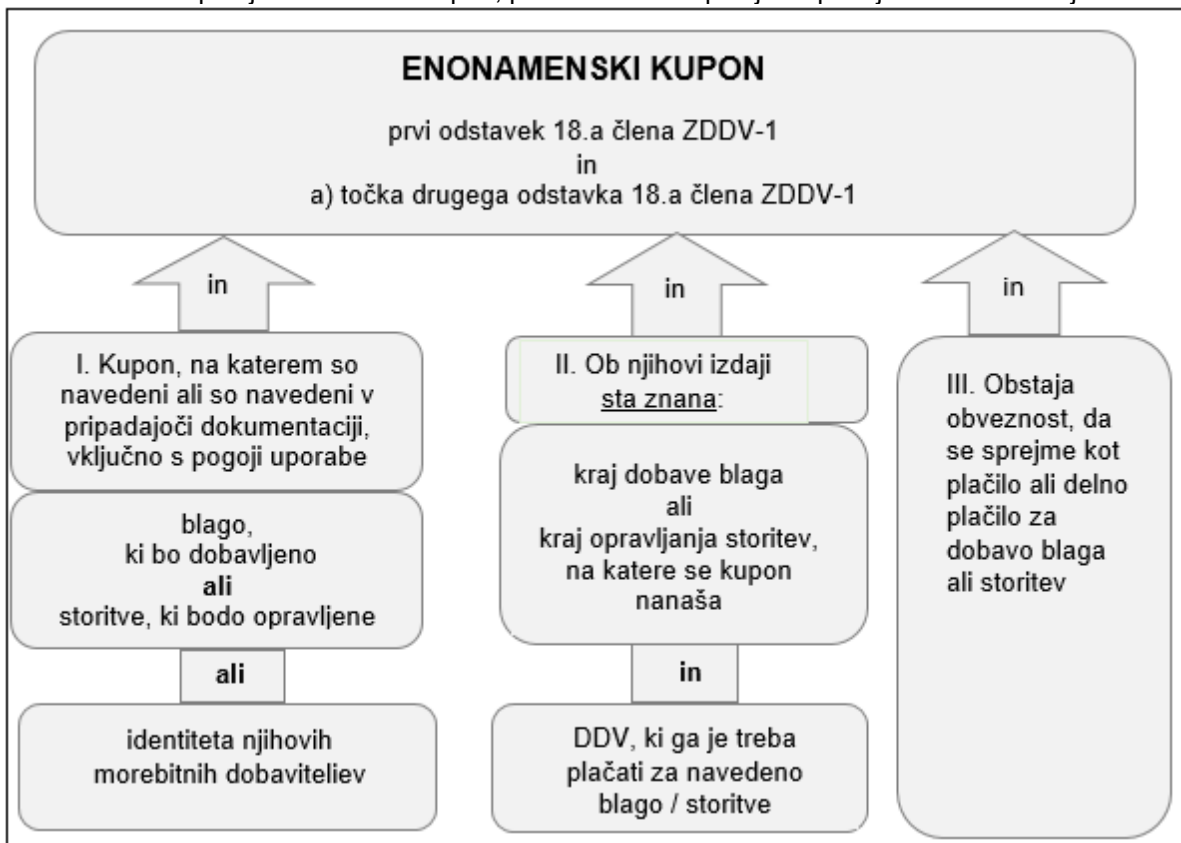 ENONAMENSKI KUPON
prvi odstavek 18.a člena ZDDV-1
in
a) točka drugega odstavka 18.a člena ZDDV-1
in
I. Kupon, na katerem so
navedeni ali so navedeni v
pripadajoči dokumentaciji,
vključno s pogoji uporabe
blago,
ki bo dobavljeno
ali
storitve, ki bodo opravljene
ali
identiteta njihovih
morebitnih dobaviteljev
in
II. Ob njihovi izdaji
sta znana:
kraj dobave blaga
ali
kraj opravljanja storitev,
na katere se kupon
nanaša
in
DDV, ki ga je treba
plačati za navedeno
blago / storitve
in
III. Obstaja
obveznost, da
se sprejme kot
plačilo ali delno
plačilo za
dobavo blaga
ali storitev